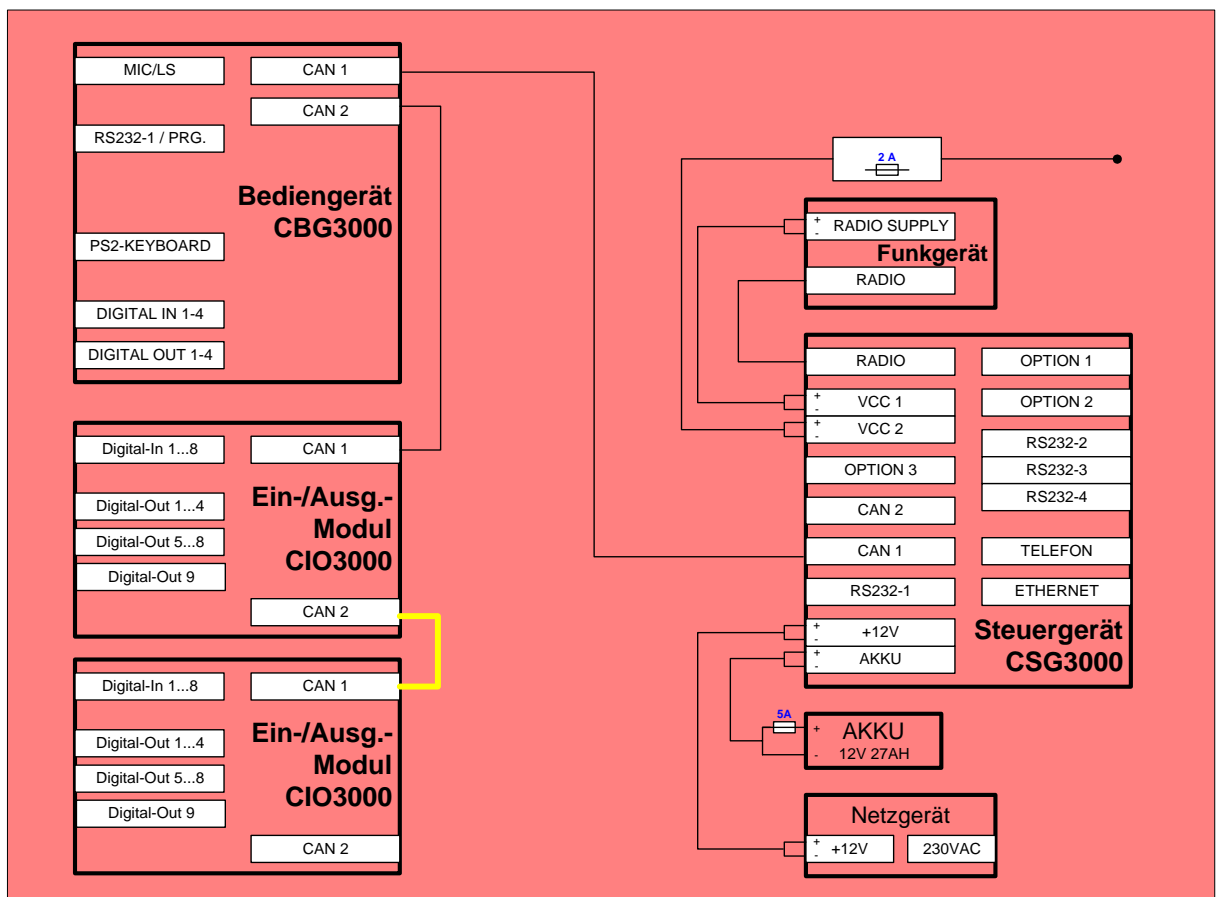 MIC/LS
CAN 1
CAN 2
RS232-1 / PRG.
Bediengerät
CBG3000
PS2-KEYBOARD
DIGITAL IN 1-4
DIGITAL OUT 1-4
Digital-In 1...8
CAN 1
Digital-Out 1...4
Digital-Out 5...8
Digital-Out 9
Ein-/Ausg.-
Modul
CIO3000
CAN 2
Digital-In 1...8
CAN 1
Digital-Out 1...4
Digital-Out 5...8
Digital-Out 9
Ein-/Ausg.-
Modul
CIO3000
CAN 2
2 A
+
-
RADIO SUPPLY
Funkgerät
RADIO
RADIO
OPTION 1
+
-
VCC 1
OPTION 2
+
-
VCC 2
RS232-2
OPTION 3
RS232-3
RS232-4
CAN 2
CAN 1
TELEFON
RS232-1
ETHERNET
+
-
+12V
+
-
AKKU
Steuergerät
CSG3000
5A
+
-
AKKU
12V 27AH
Netzgerät
+
-
+12V
230VAC